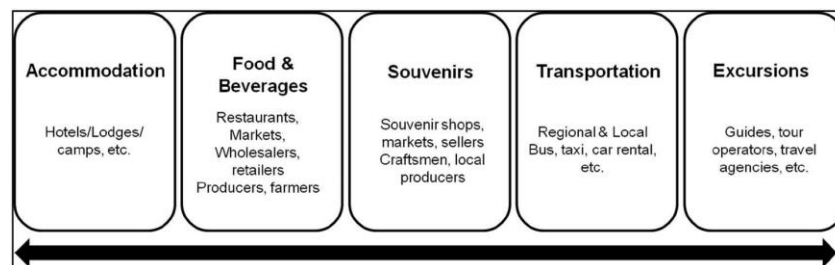 Accommodation
Hotels/Lodges/
camps, etc.
Food &
Beverages
Restaurants,
Markets,
Wholesalers,
retailers
Producers, farmers
Souvenirs
Souvenir shops,
markets, sellers
Craftsmen, local
producers
Transportation
Regional & Local
Bus, taxi, car rental,
etc.
Excursions
Guides, tour
operators, travel
agencies, etc.